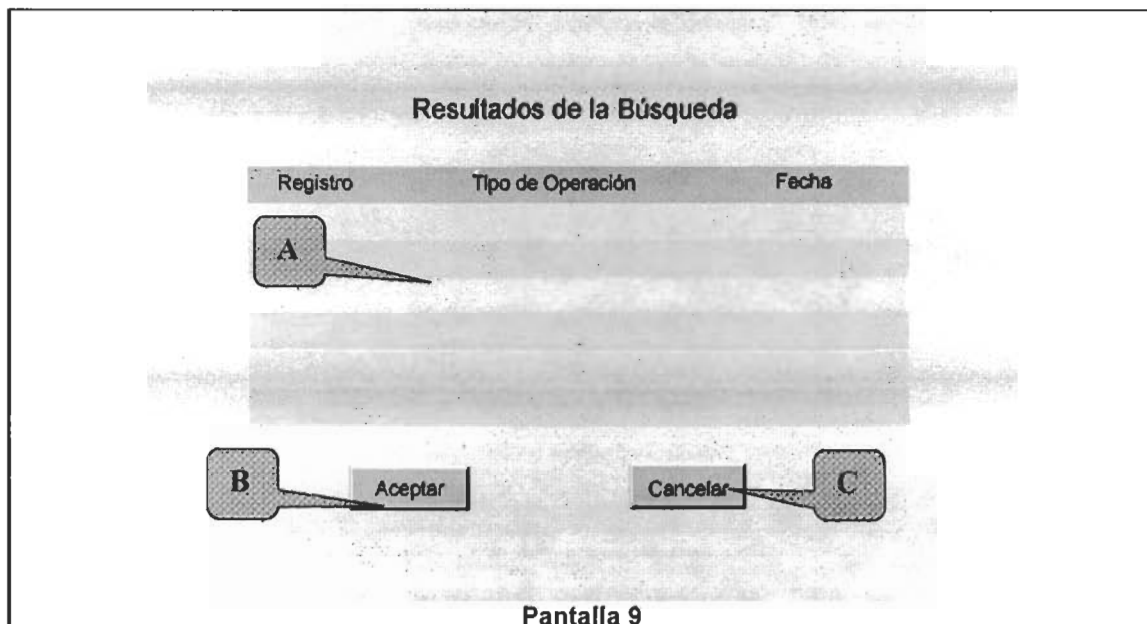 Resultados de la Búsqueda
Registro Tipo de Operación Fecha
A
B Aceptar Cancelar C
Pantalla 9